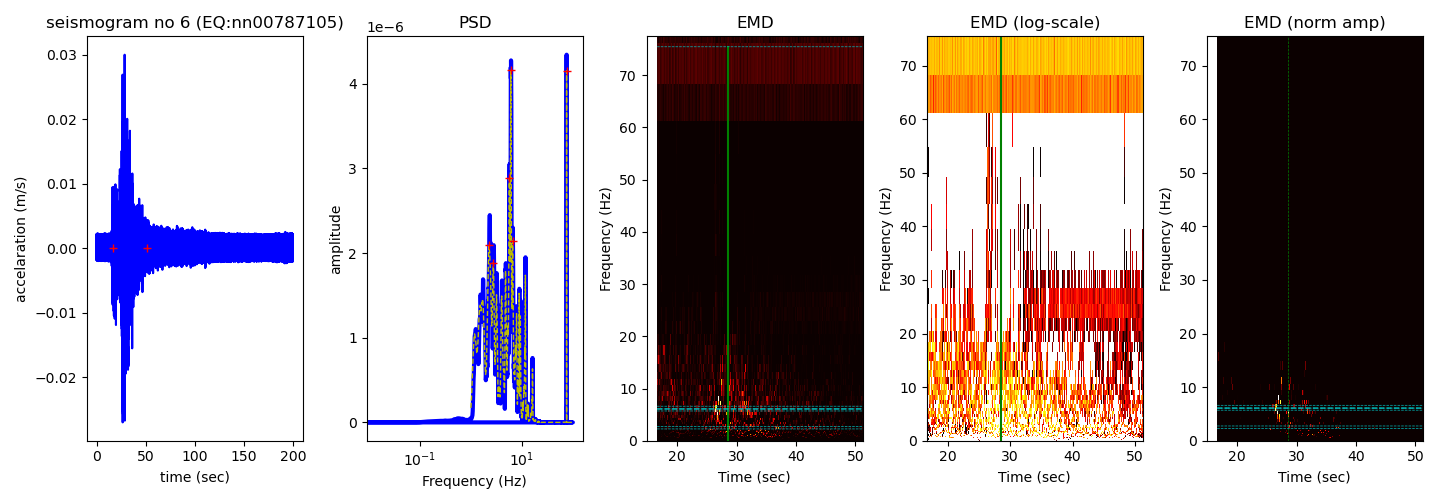 seismogram no 6 (EQ:nn00787105)
accelaration (m/s)
0.03
0.02
0.01
0.00
−0.01
−0.02
0 50 100 150 200
time (sec)
PSD
1e−6
amplitude
4
3
2
1
0
10⁻¹ 10¹
Frequency (Hz)
EMD
Frequency (Hz)
70
60
50
40
30
20
10
0
20 30 40 50
Time (sec)
EMD (log-scale)
Frequency (Hz)
70
60
50
40
30
20
10
0
20 30 40 50
Time (sec)
EMD (norm amp)
Frequency (Hz)
70
60
50
40
30
20
10
0
20 30 40 50
Time (sec)